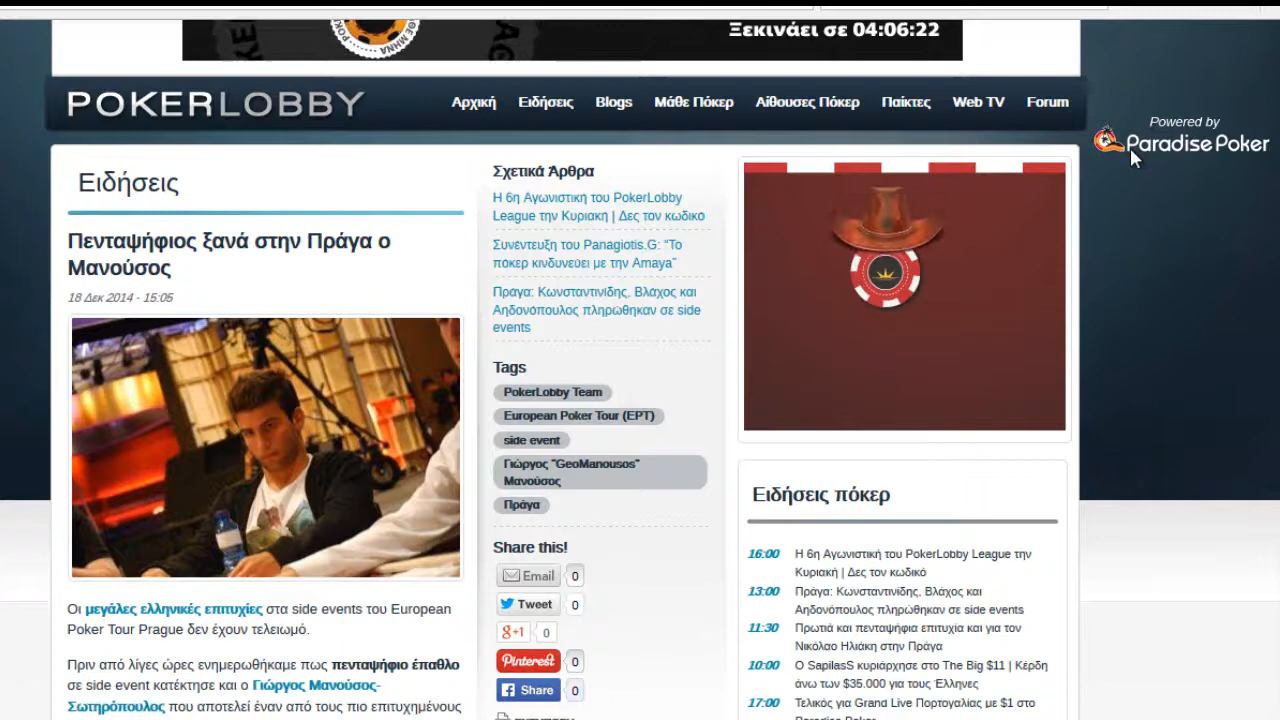 Ξεκινάει σε 04:06:22
POKERLOBBY
Αρχική Ειδήσεις Blogs Μάθε Πόκερ Αίθουσες Πόκερ Παίκτες Web TV Forum
Powered by
Paradise Poker
Ειδήσεις
Πενταψήφιος ξανά στην Πράγα ο
Μανούσος
18 Δεκ 2014 - 15:05
Οι μεγάλες ελληνικές επιτυχίες στα side events του European
Poker Tour Prague δεν έχουν τελειωμό.
Πριν από λίγες ώρες ενημερωθήκαμε πως πενταψήφιο έπαθλο
σε side event κατέκτησε και ο Γιώργος Μανούσος-
Σωτηρόπουλος που αποτελεί έναν από τους πιο επιτυχημένους
Σχετικά Άρθρα
Η 6η Αγωνιστική του PokerLobby
League την Κυριακή | Δες τον κωδικό
Συνέντευξη του Panagiotis.G: “Το
πόκερ κινδυνεύει με την Amaya”
Πράγα: Κωνσταντινίδης, Βλάχος και
Αηδονόπουλος πληρώθηκαν σε side
events
Tags
PokerLobby Team
European Poker Tour (EPT)
side event
Γιώργος "GeoManousos"
Μανούσος
Πράγα
Share this!
Email 0
Tweet 0
g+1 0
Pinterest 0
Share 0
Ειδήσεις πόκερ
16:00 Η 6η Αγωνιστική του PokerLobby League την
Κυριακή | Δες τον κωδικό
13:00 Πράγα: Κωνσταντινίδης, Βλάχος και
Αηδονόπουλος πληρώθηκαν σε side events
11:30 Πρωτιά και πενταψήφια επιτυχία και για τον
Νικόλαο Ηλιάκη στην Πράγα
10:00 Ο SapilasS κυριάρχησε στο The Big $11 | Κέρδη
άνω των $35.000 για τους Έλληνες
17:00 Τελικός για Grand Live Πορτογαλίας με $1 στο
Paradise Poker